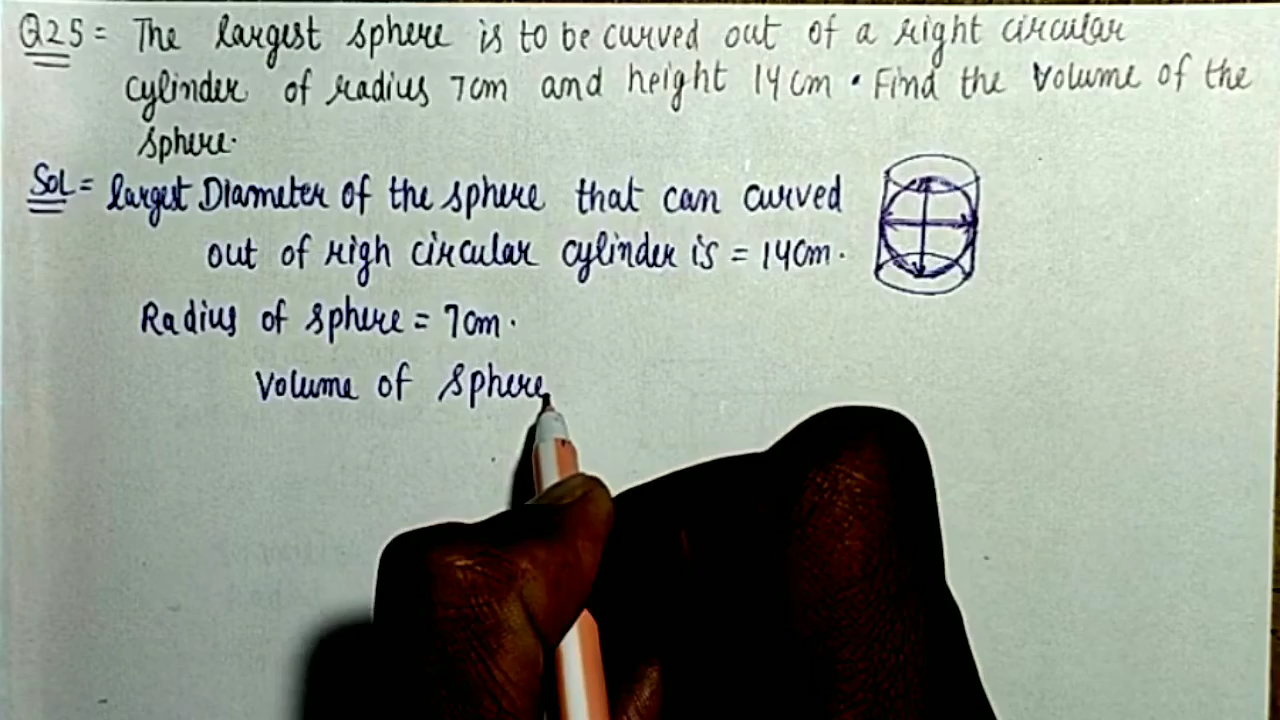 Q25 = The largest sphere is to be curved out of a right circular
cylinder of radius 7cm and height 14cm. Find the volume of the
sphere.
Sol = largest Diameter of the sphere that can curved
out of righ circular cylinder is = 14cm.
Radius of sphere = 7cm.
Volume of sphere